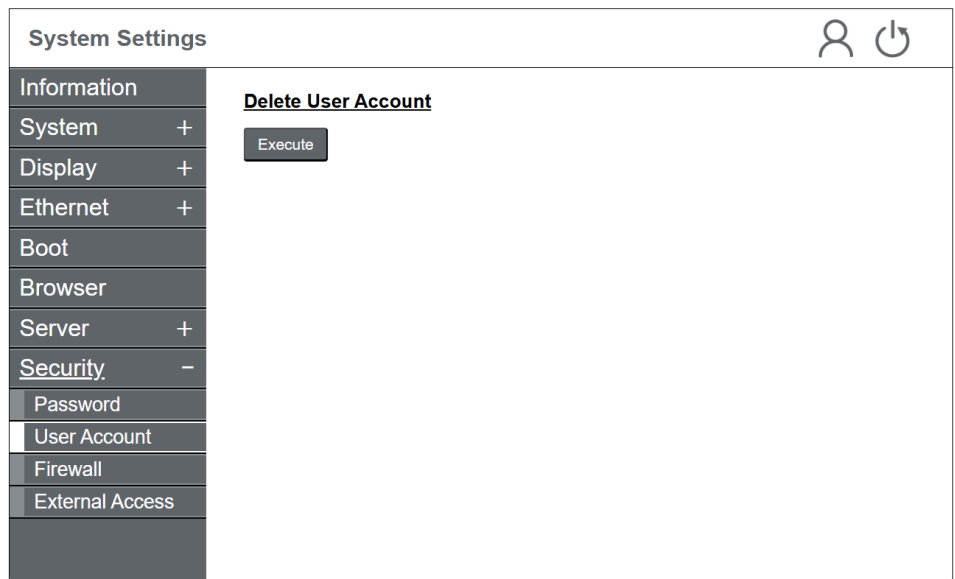 System Settings
Information
System +
Display +
Ethernet +
Boot
Browser
Server +
Security −
Password
User Account
Firewall
External Access
Delete User Account
Execute